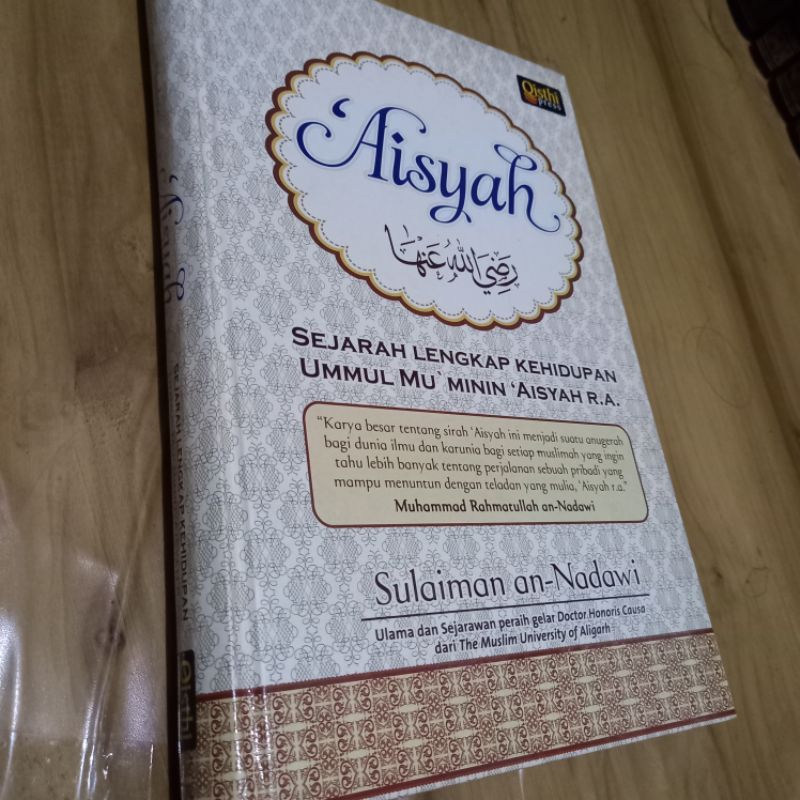 Qisthi
press
‘Aisyah
رَضِيَ اللهُ عَنْهَا
SEJARAH LENGKAP KEHIDUPAN
UMMUL MU` MININ ‘AISYAH R.A.
“Karya besar tentang sirah ‘Aisyah ini menjadi suatu anugerah
bagi dunia ilmu dan karunia bagi setiap muslimah yang ingin
tahu lebih banyak tentang perjalanan sebuah pribadi yang
mampu menuntun dengan teladan yang mulia, ‘Aisyah r.a.”
Muhammad Rahmatullah an-Nadawi
Sulaiman an-Nadawi
Ulama dan Sejarawan peraih gelar Doctor Honoris Causa
dari The Muslim University of Aligarh
‘Aisyah
SEJARAH LENGKAP KEHIDUPAN
Qisthi